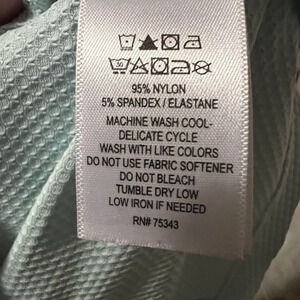 30
95% NYLON
5% SPANDEX / ELASTANE
MACHINE WASH COOL-
DELICATE CYCLE
WASH WITH LIKE COLORS
DO NOT USE FABRIC SOFTENER
DO NOT BLEACH
TUMBLE DRY LOW
LOW IRON IF NEEDED
RN# 75343